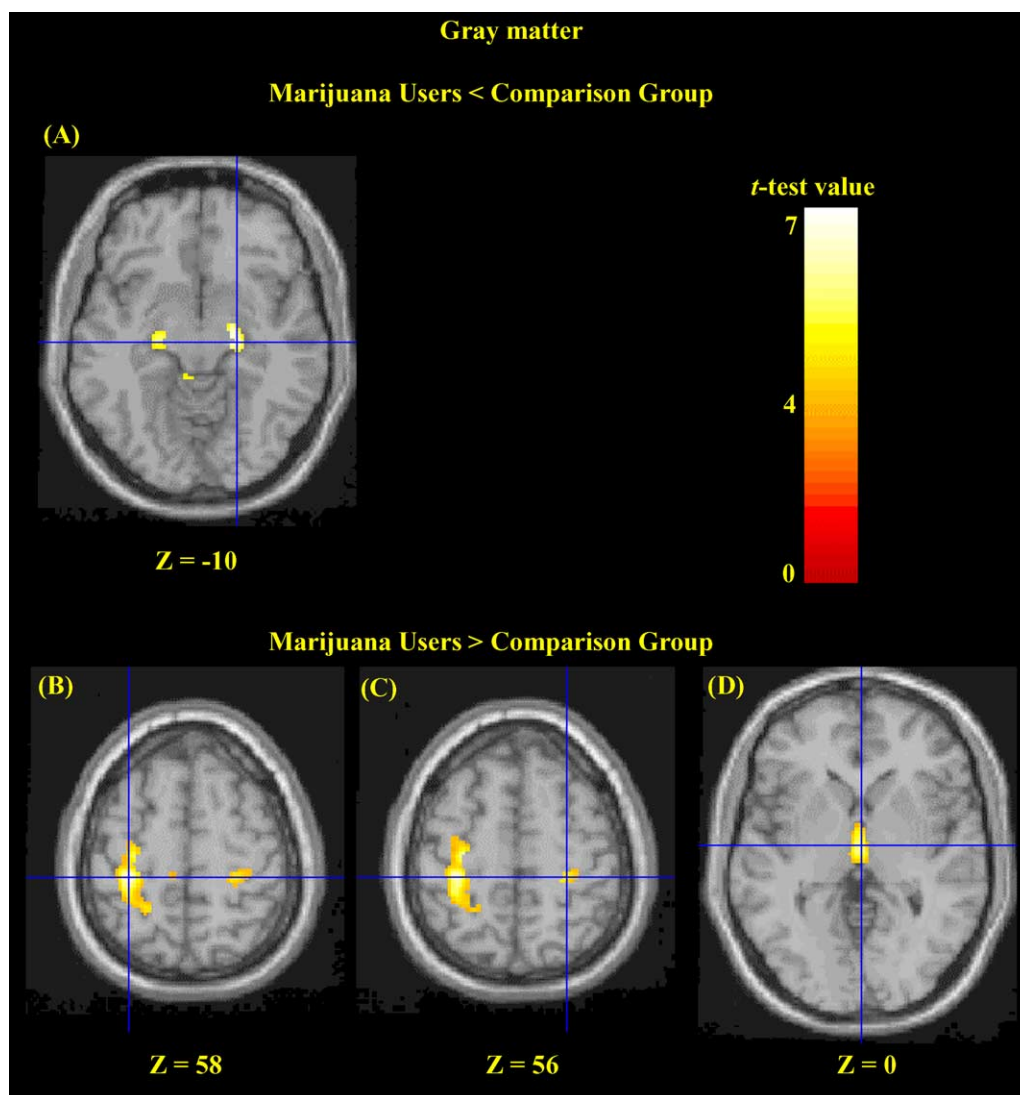 Gray matter
Marijuana Users < Comparison Group
(A)
t-test value
7
4
0
Z = -10
Marijuana Users > Comparison Group
(B)
(C)
(D)
Z = 58
Z = 56
Z = 0